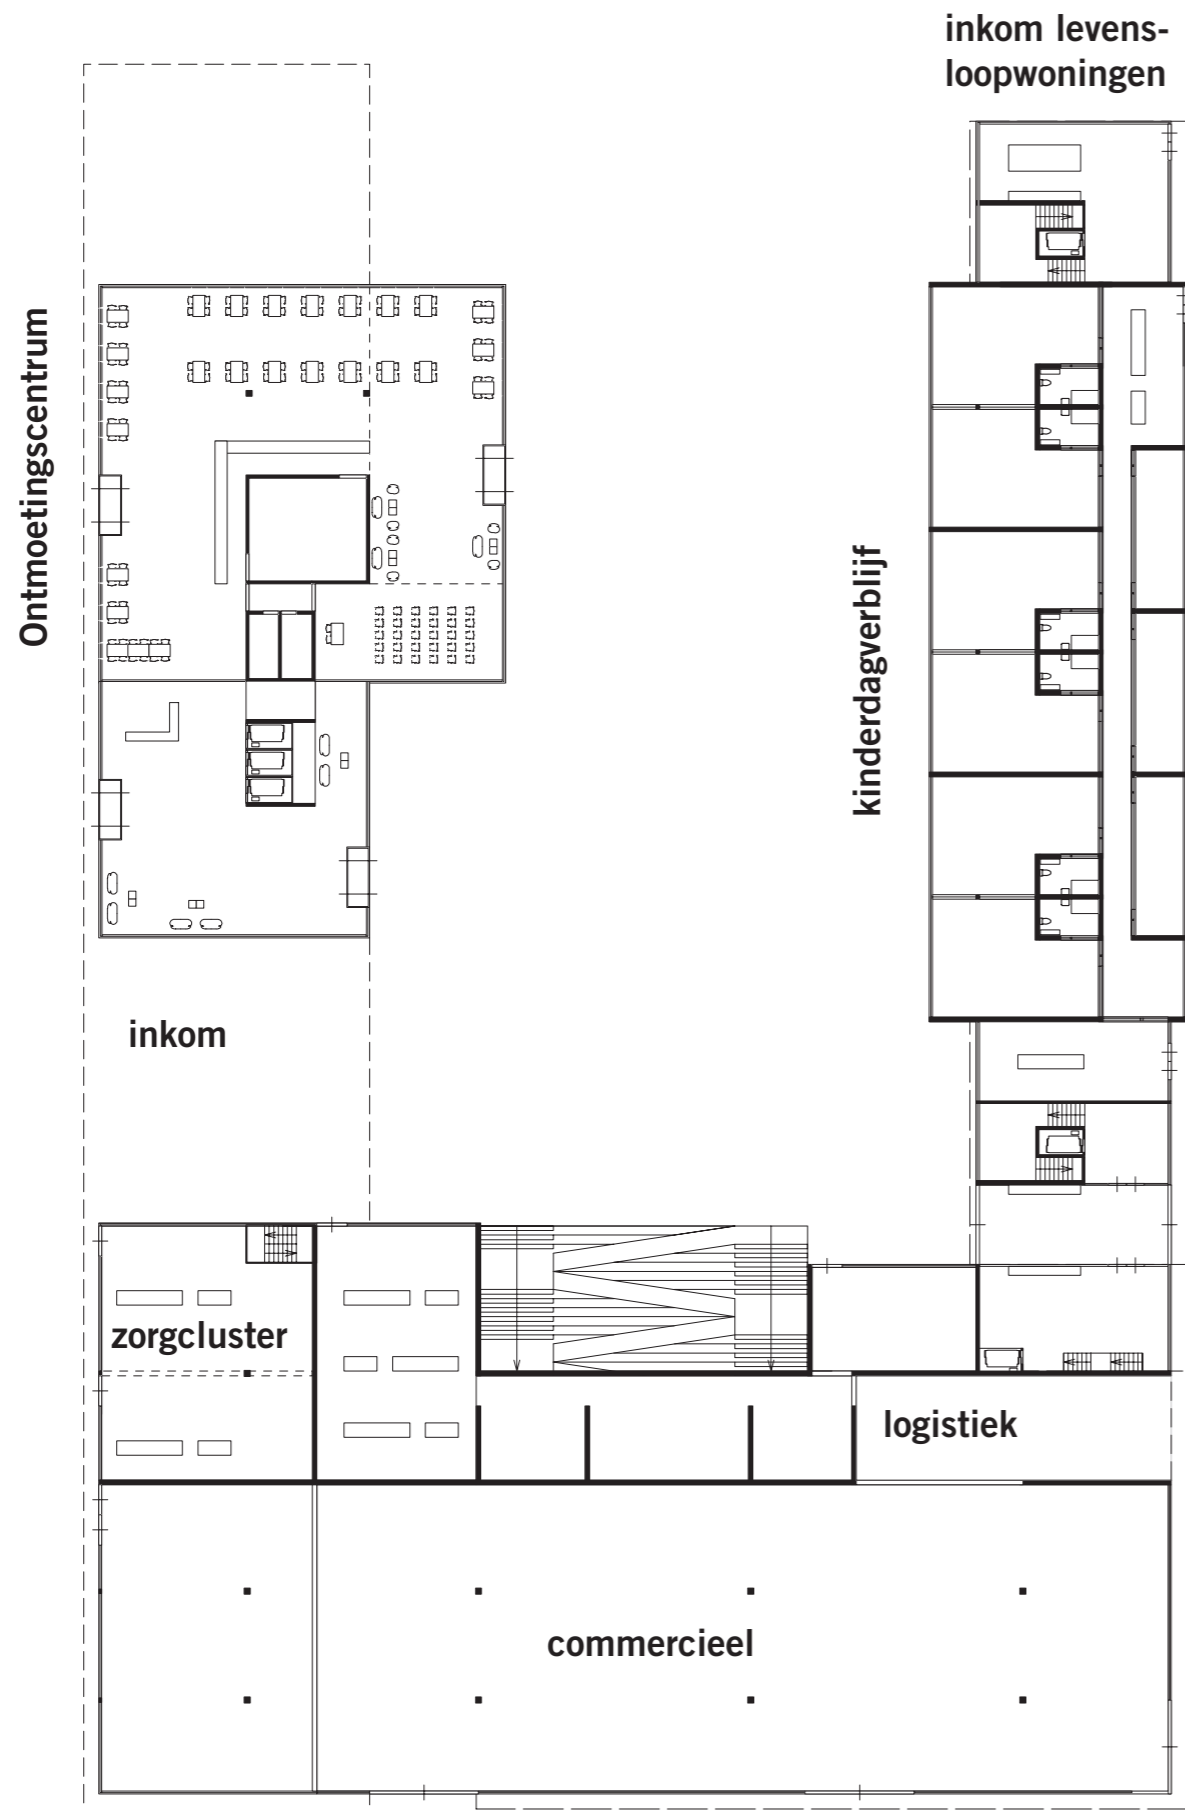 inkom levens-
loopwoningen
Ontmoetingscentrum
kinderdagverblijf
inkom
zorgcluster
logistiek
commercieel